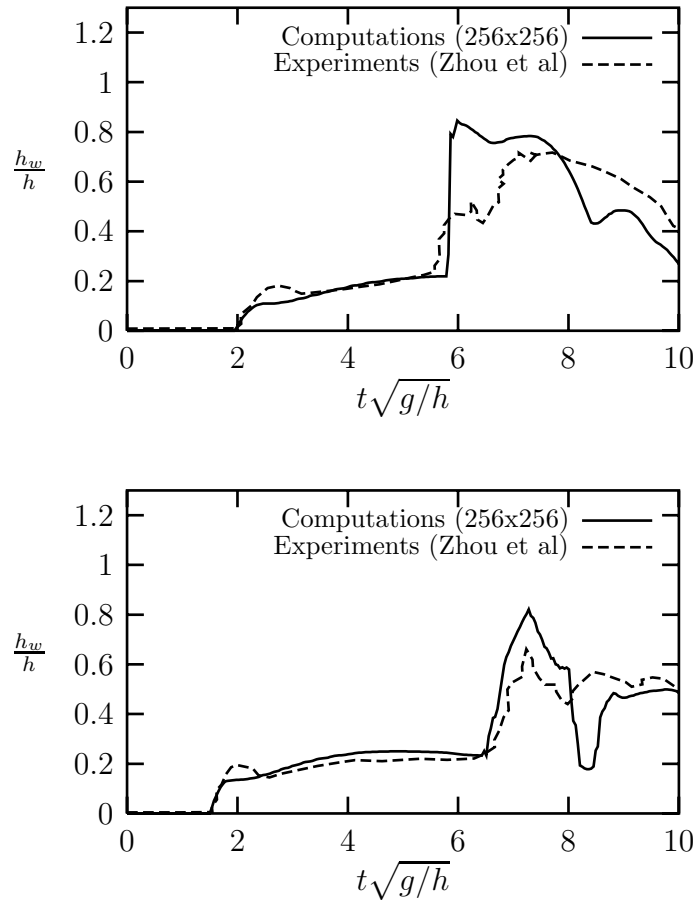 1.2
Computations (256x256)
Experiments (Zhou et al)
1
0.8
h_w/h
0.6
0.4
0.2
0
0 2 4 6 8 10
t√g/h
1.2
Computations (256x256)
Experiments (Zhou et al)
1
0.8
h_w/h
0.6
0.4
0.2
0
0 2 4 6 8 10
t√g/h